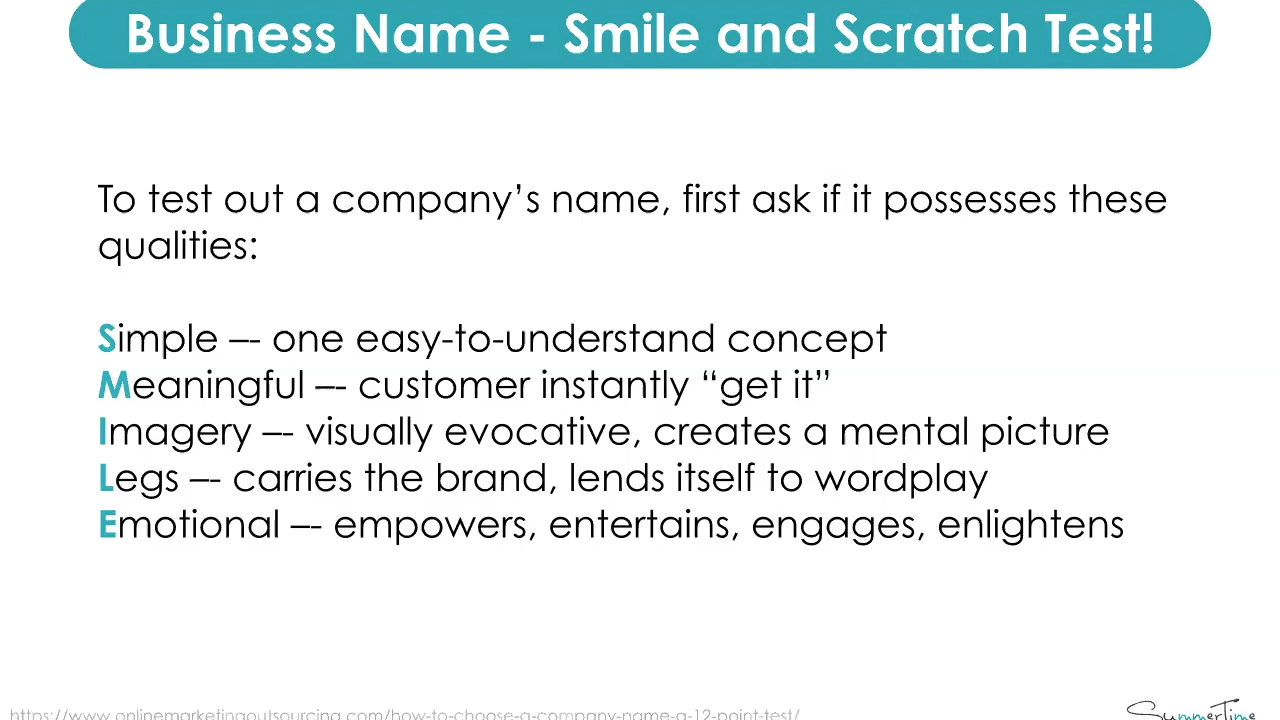 Business Name - Smile and Scratch Test!
To test out a company’s name, first ask if it possesses these
qualities:
Simple –- one easy-to-understand concept
Meaningful –- customer instantly “get it”
Imagery –- visually evocative, creates a mental picture
Legs –- carries the brand, lends itself to wordplay
Emotional –- empowers, entertains, engages, enlightens
https://www.onlinemarketingoutsourcing.com/how-to-choose-a-company-name-a-12-point-test/
SummerTime